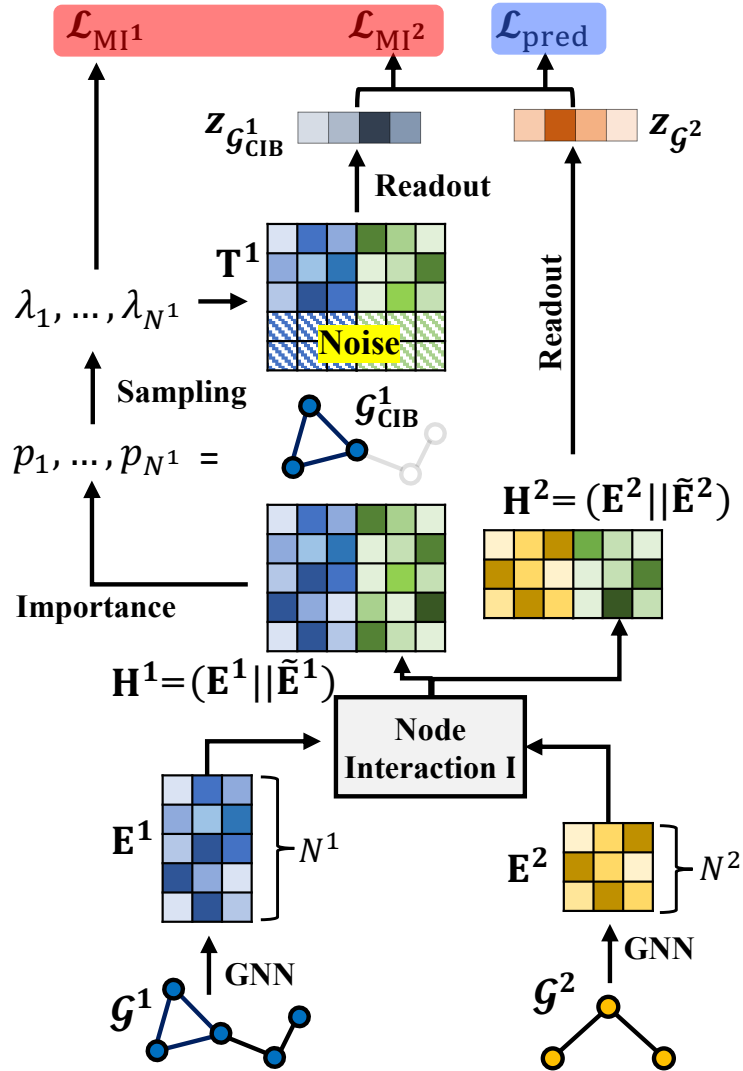 𝓛_MI¹ 𝓛_MI² 𝓛_pred
z_𝒢¹_CIB z_𝒢²
Readout
T¹
λ₁, … , λ_N¹
Noise
Readout
Sampling
𝒢¹_CIB
p₁, … , p_N¹ =
H² = (E²||Ẽ²)
Importance
H¹ = (E¹||Ẽ¹)
Node
Interaction I
E¹ N¹
E² N²
GNN GNN
𝒢¹ 𝒢²